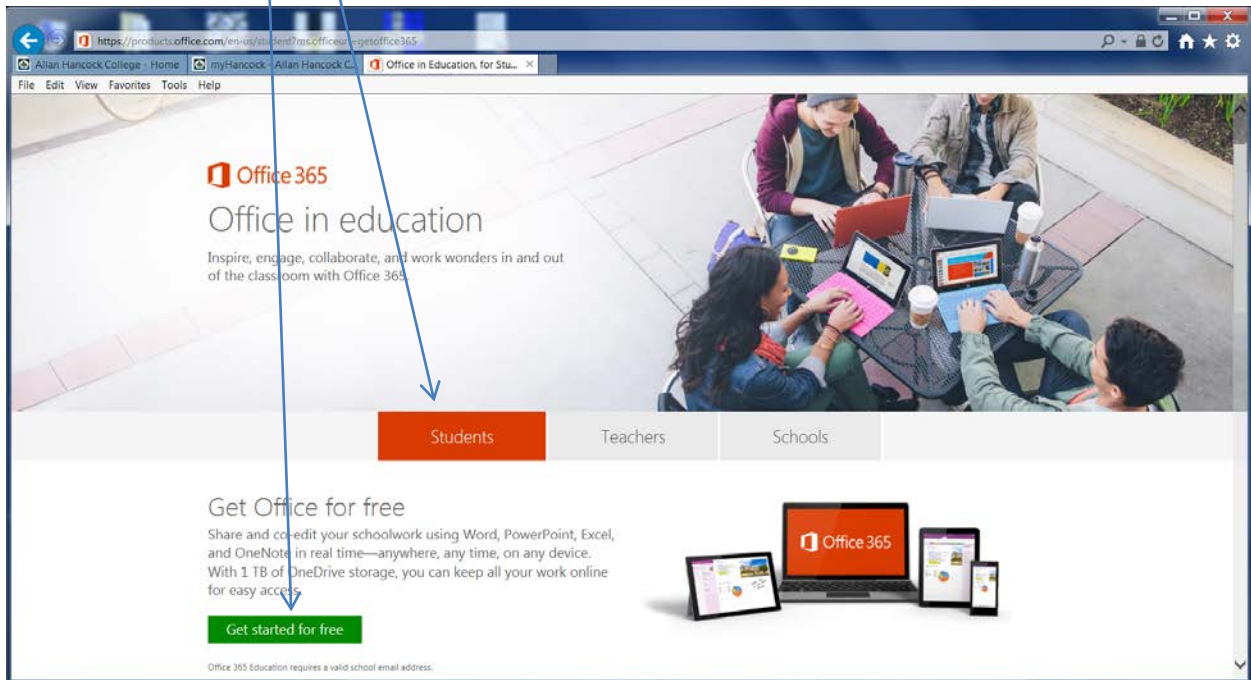 https://products.office.com/en-us/student?ms.officeurl=getoffice365
Allan Hancock College - Home
myHancock - Allan Hancock C...
Office in Education, for Stu...
File Edit View Favorites Tools Help
Office 365
Office in education
Inspire, engage, collaborate, and work wonders in and out
of the classroom with Office 365.
Students
Teachers
Schools
Get Office for free
Share and co-edit your schoolwork using Word, PowerPoint, Excel,
and OneNote in real time—anywhere, any time, on any device.
With 1 TB of OneDrive storage, you can keep all your work online
for easy access.
Office 365
Get started for free
Office 365 Education requires a valid school email address.